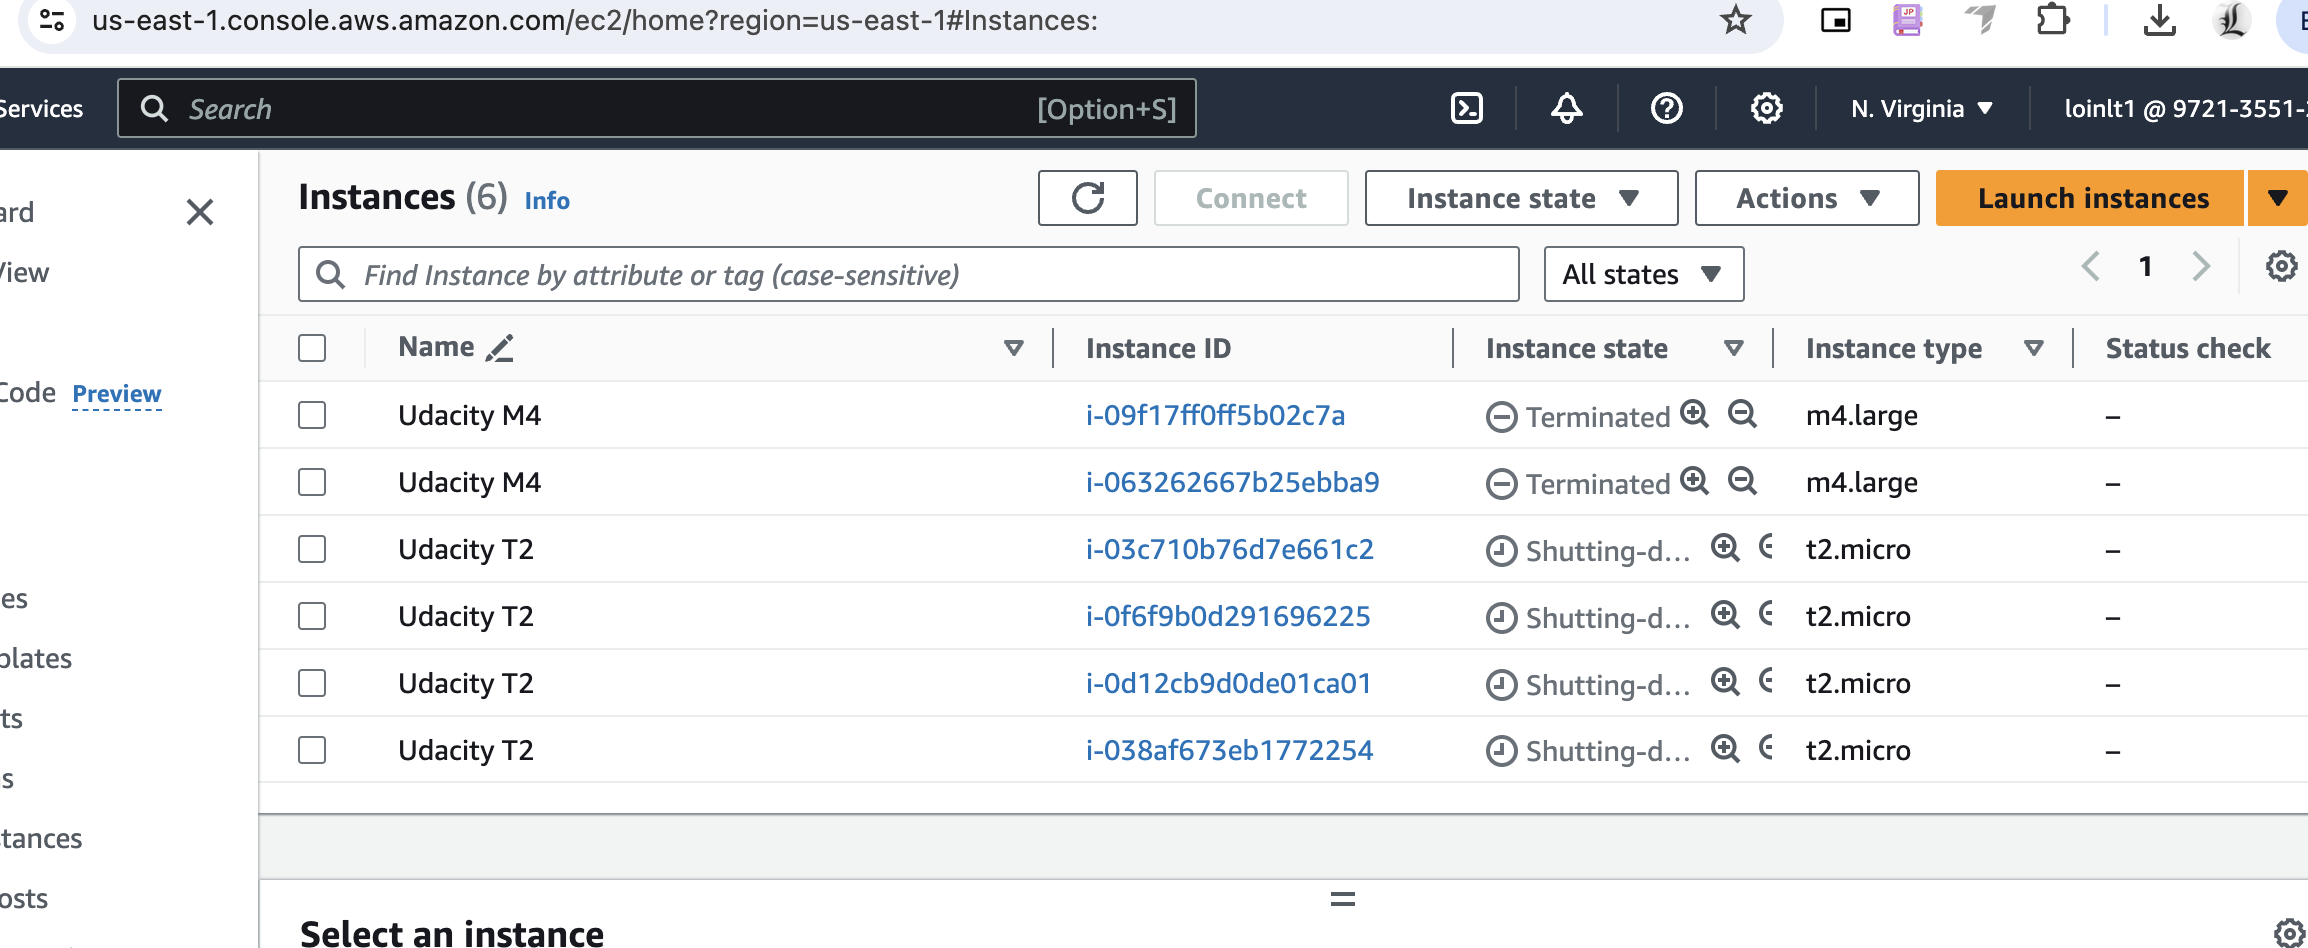 us-east-1.console.aws.amazon.com/ec2/home?region=us-east-1#Instances:
Services
Search
[Option+S]
N. Virginia
loinlt1 @ 9721-3551-
Instances (6) Info
Connect
Instance state
Actions
Launch instances
Find Instance by attribute or tag (case-sensitive)
All states
1
Name
Instance ID
Instance state
Instance type
Status check
Udacity M4 i-09f17ff0ff5b02c7a Terminated m4.large –
Udacity M4 i-063262667b25ebba9 Terminated m4.large –
Udacity T2 i-03c710b76d7e661c2 Shutting-d... t2.micro –
Udacity T2 i-0f6f9b0d291696225 Shutting-d... t2.micro –
Udacity T2 i-0d12cb9d0de01ca01 Shutting-d... t2.micro –
Udacity T2 i-038af673eb1772254 Shutting-d... t2.micro –
ard
View
Code Preview
es
plates
ts
s
stances
osts
Select an instance